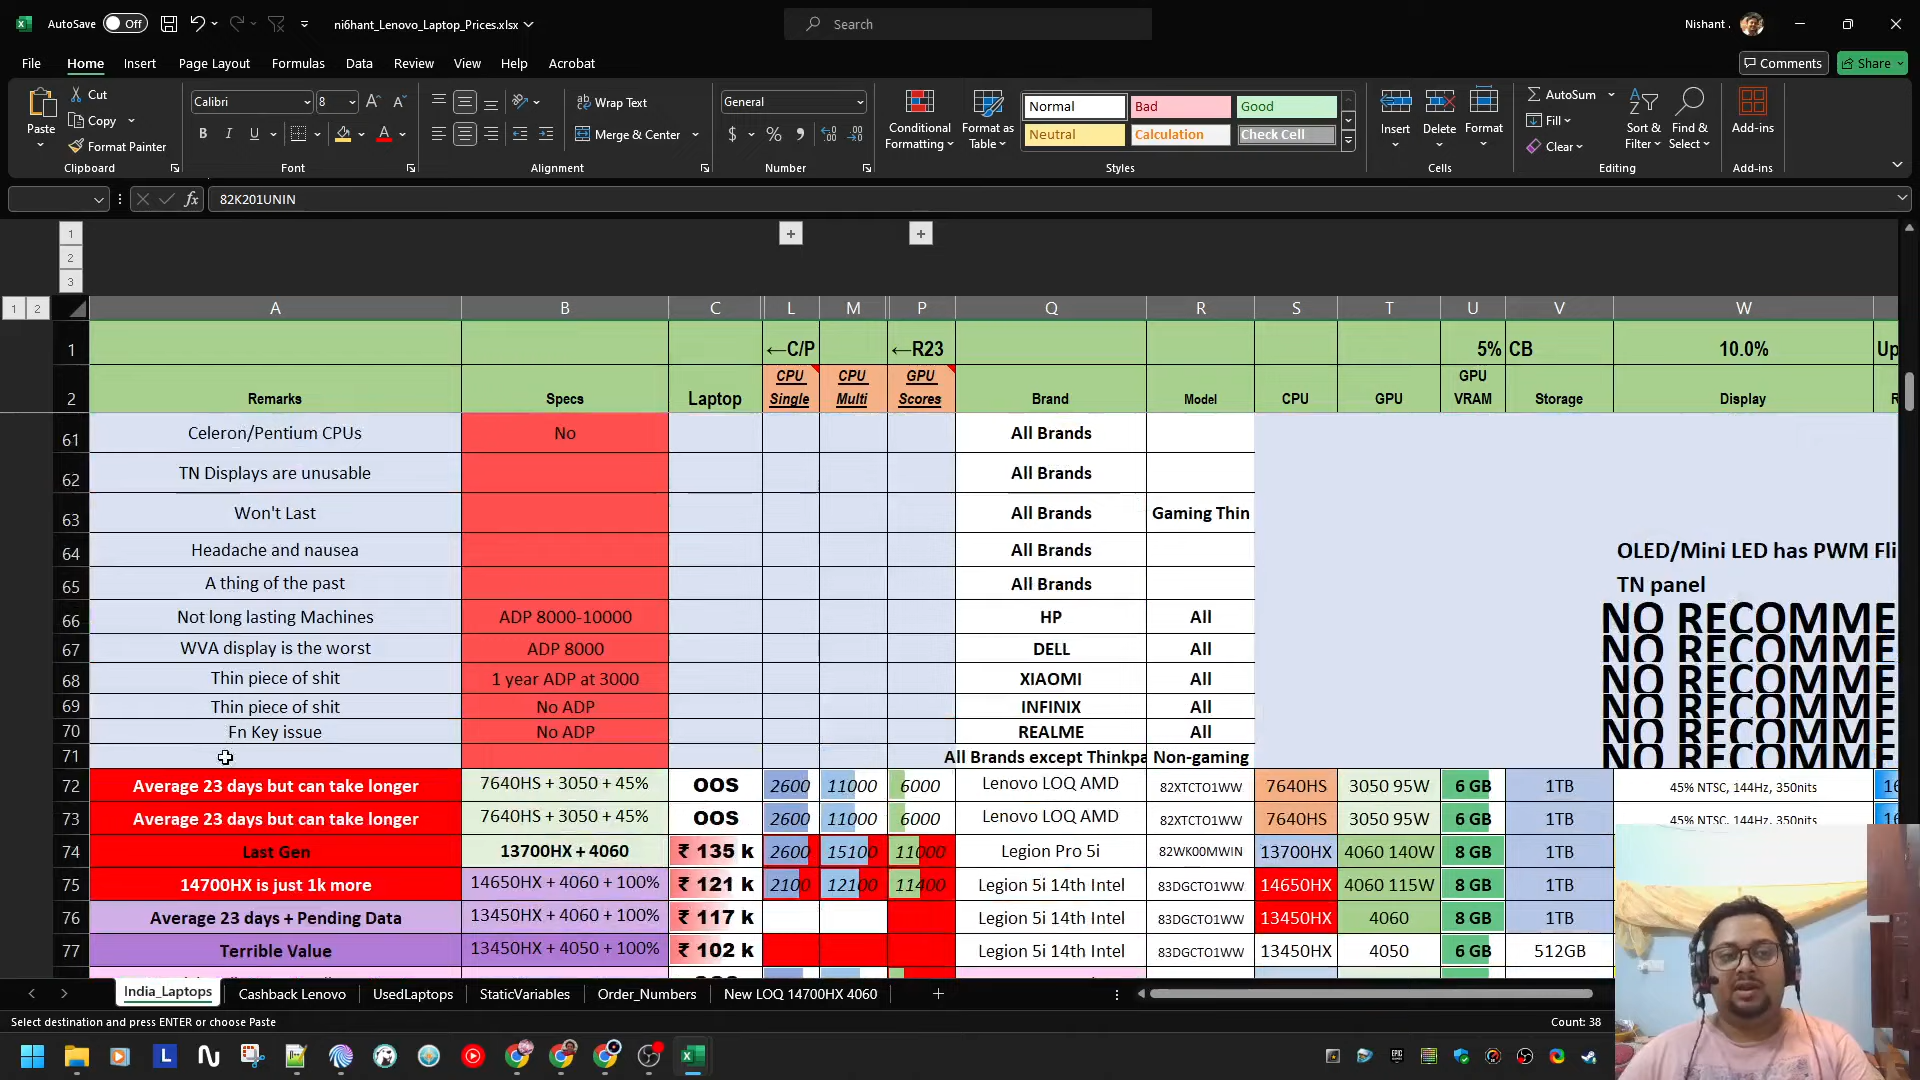 AutoSave Off ni6hant_Lenovo_Laptop_Prices.xlsx Search Nishant .
File Home Insert Page Layout Formulas Data Review View Help Acrobat Comments Share
Paste Cut Copy Format Painter Clipboard
Calibri 8 B I U A Font
Wrap Text Merge & Center Alignment
General $ % Number
Conditional Formatting Format as Table Normal Bad Good Neutral Calculation Check Cell Styles
Insert Delete Format Cells
AutoSum Fill Clear Sort & Filter Find & Select Editing
Add-ins Add-ins
fx 82K201UNIN
1
2
3
1 2 A B C L M P Q R S T U V W
1 ←C/P ←R23 5% CB 10.0% Up
2 Remarks Specs Laptop CPU Single CPU Multi GPU Scores Brand Model CPU GPU GPU VRAM Storage Display
61 Celeron/Pentium CPUs No All Brands
62 TN Displays are unusable All Brands
63 Won't Last All Brands Gaming Thin
64 Headache and nausea All Brands OLED/Mini LED has PWM Fli
65 A thing of the past All Brands TN panel
66 Not long lasting Machines ADP 8000-10000 HP All NO RECOMME
67 WVA display is the worst ADP 8000 DELL All NO RECOMME
68 Thin piece of shit 1 year ADP at 3000 XIAOMI All NO RECOMME
69 Thin piece of shit No ADP INFINIX All NO RECOMME
70 Fn Key issue No ADP REALME All NO RECOMME
71 All Brands except Thinkpa Non-gaming NO RECOMME
72 Average 23 days but can take longer 7640HS + 3050 + 45% OOS 2600 11000 6000 Lenovo LOQ AMD 82XTCTO1WW 7640HS 3050 95W 6 GB 1TB 45% NTSC, 144Hz, 350nits 16
73 Average 23 days but can take longer 7640HS + 3050 + 45% OOS 2600 11000 6000 Lenovo LOQ AMD 82XTCTO1WW 7640HS 3050 95W 6 GB 1TB 45% NTSC, 144Hz, 350nits
74 Last Gen 13700HX + 4060 ₹ 135 k 2600 15100 11000 Legion Pro 5i 82WK00MWIN 13700HX 4060 140W 8 GB 1TB
75 14700HX is just 1k more 14650HX + 4060 + 100% ₹ 121 k 2100 12100 11400 Legion 5i 14th Intel 83DGCTO1WW 14650HX 4060 115W 8 GB 1TB
76 Average 23 days + Pending Data 13450HX + 4060 + 100% ₹ 117 k Legion 5i 14th Intel 83DGCTO1WW 13450HX 4060 8 GB 1TB
77 Terrible Value 13450HX + 4050 + 100% ₹ 102 k Legion 5i 14th Intel 83DGCTO1WW 13450HX 4050 6 GB 512GB
India_Laptops Cashback Lenovo UsedLaptops StaticVariables Order_Numbers New LOQ 14700HX 4060
Select destination and press ENTER or choose Paste Count: 38